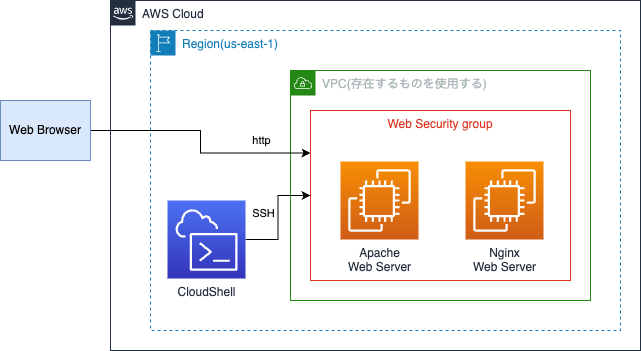 aws
AWS Cloud
Region(us-east-1)
VPC(存在するものを使用する)
Web Security group
Web Browser
http
SSH
Apache
Web Server
Nginx
Web Server
CloudShell